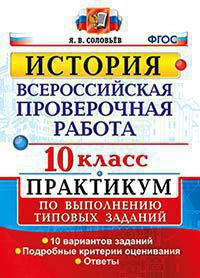 Я. В. СОЛОВЬЁВ
ФГОС
ИСТОРИЯ
ВСЕРОССИЙСКАЯ
ПРОВЕРОЧНАЯ
РАБОТА
10 КЛАСС
ПРАКТИКУМ
ПО ВЫПОЛНЕНИЮ
ТИПОВЫХ ЗАДАНИЙ
• 10 вариантов заданий
• Подробные критерии оценивания
• Ответы